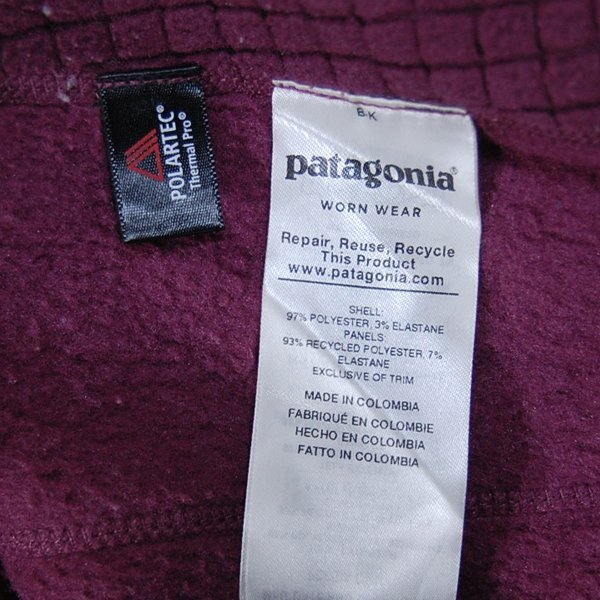 POLARTEC®
Thermal Pro®
B.K
patagonia®
WORN WEAR
Repair, Reuse, Recycle
This Product
www.patagonia.com
SHELL:
97% POLYESTER, 3% ELASTANE
PANELS:
93% RECYCLED POLYESTER, 7%
ELASTANE
EXCLUSIVE OF TRIM
MADE IN COLOMBIA
FABRIQUÉ EN COLOMBIE
HECHO EN COLOMBIA
FATTO IN COLOMBIA